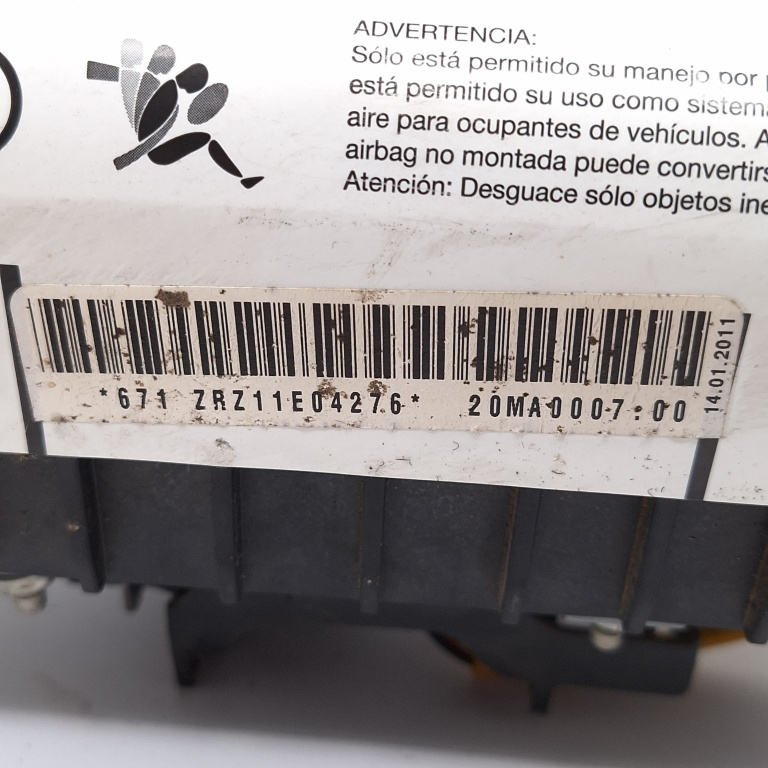 ADVERTENCIA:
Sólo está permitido su manejo por
está permitido su uso como sistema
aire para ocupantes de vehículos. A
airbag no montada puede convertirs
Atención: Desguace sólo objetos ine
*671 ZRZ11E04276* 20MA0007.00
14.01.2011